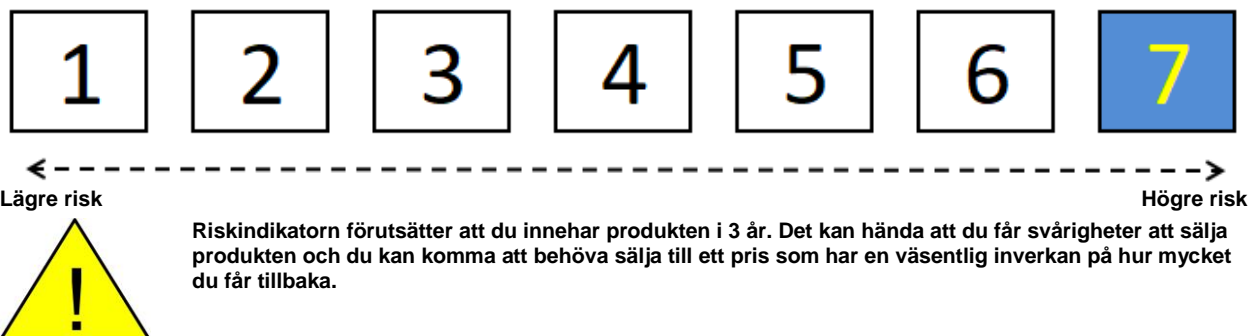 1 2 3 4 5 6 7
Lägre risk Högre risk
Riskindikatorn förutsätter att du innehar produkten i 3 år. Det kan hända att du får svårigheter att sälja
produkten och du kan komma att behöva sälja till ett pris som har en väsentlig inverkan på hur mycket
du får tillbaka.
!